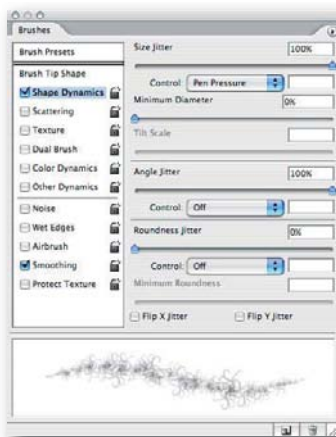 Brushes
Brush Presets
Brush Tip Shape
Shape Dynamics
Scattering
Texture
Dual Brush
Color Dynamics
Other Dynamics
Noise
Wet Edges
Airbrush
Smoothing
Protect Texture
Size Jitter 100%
Control: Pen Pressure
Minimum Diameter 0%
Tilt Scale
Angle Jitter 100%
Control: Off
Roundness Jitter 0%
Control: Off
Minimum Roundness
Flip X Jitter Flip Y Jitter